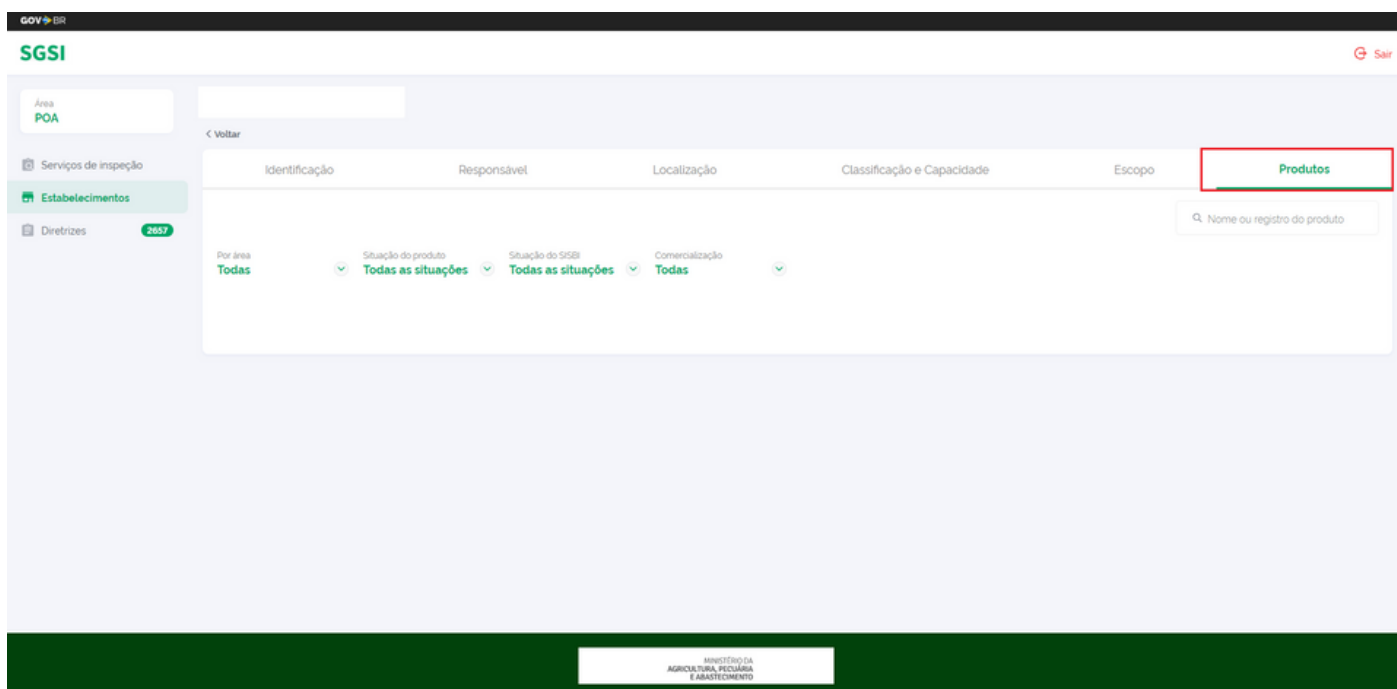 GOV BR
SGSI
Sair
Área
POA
< Voltar
Serviços de inspeção
Estabelecimentos
Diretrizes 2657
Identificação Responsável Localização Classificação e Capacidade Escopo Produtos
Nome ou registro do produto
Por área Situação do produto Situação do SISBI Comercialização
Todas Todas as situações Todas as situações Todas
MINISTÉRIO DA
AGRICULTURA, PECUÁRIA
E ABASTECIMENTO